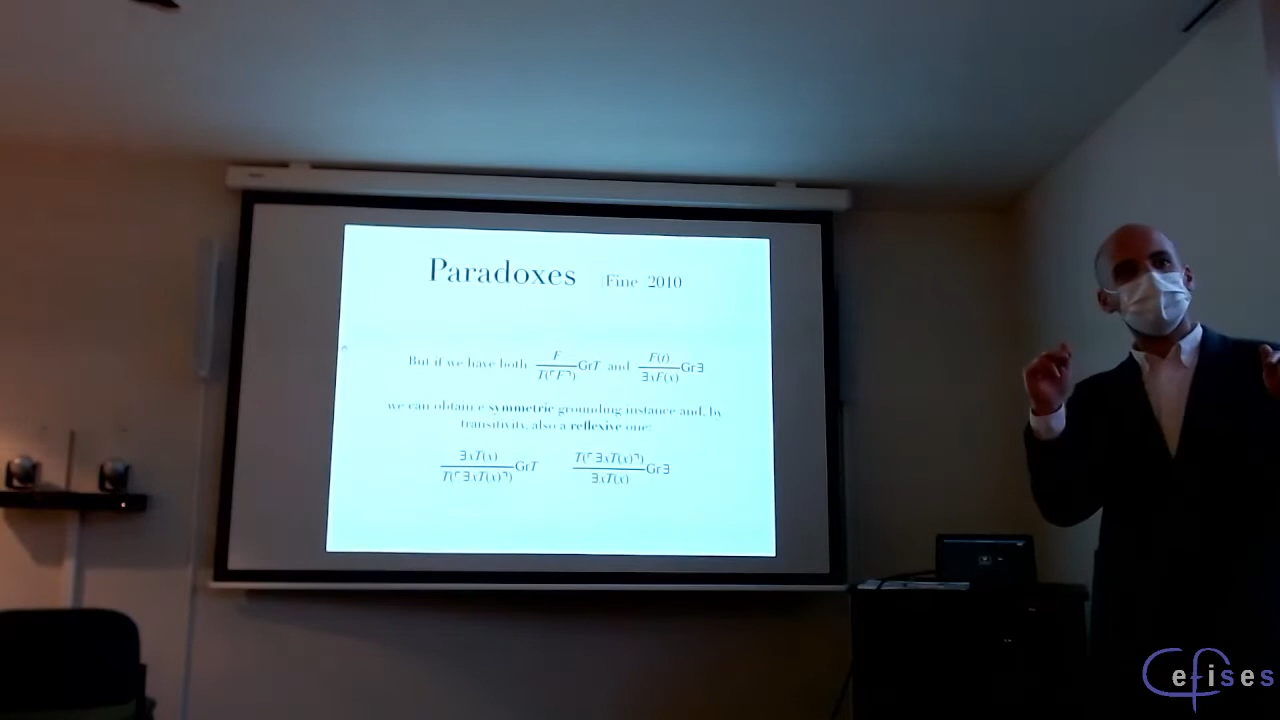 Paradoxes Fine 2010
But if we have both F / T(⌜F⌝) GrT and F(t) / ∃xF(x) Gr∃
we can obtain e symmetric grounding instance and, by
transitivity, also a reflexive one:
∃xT(x) / T(⌜∃xT(x)⌝) GrT T(⌜∃xT(x)⌝) / ∃xT(x) Gr∃
Cefises